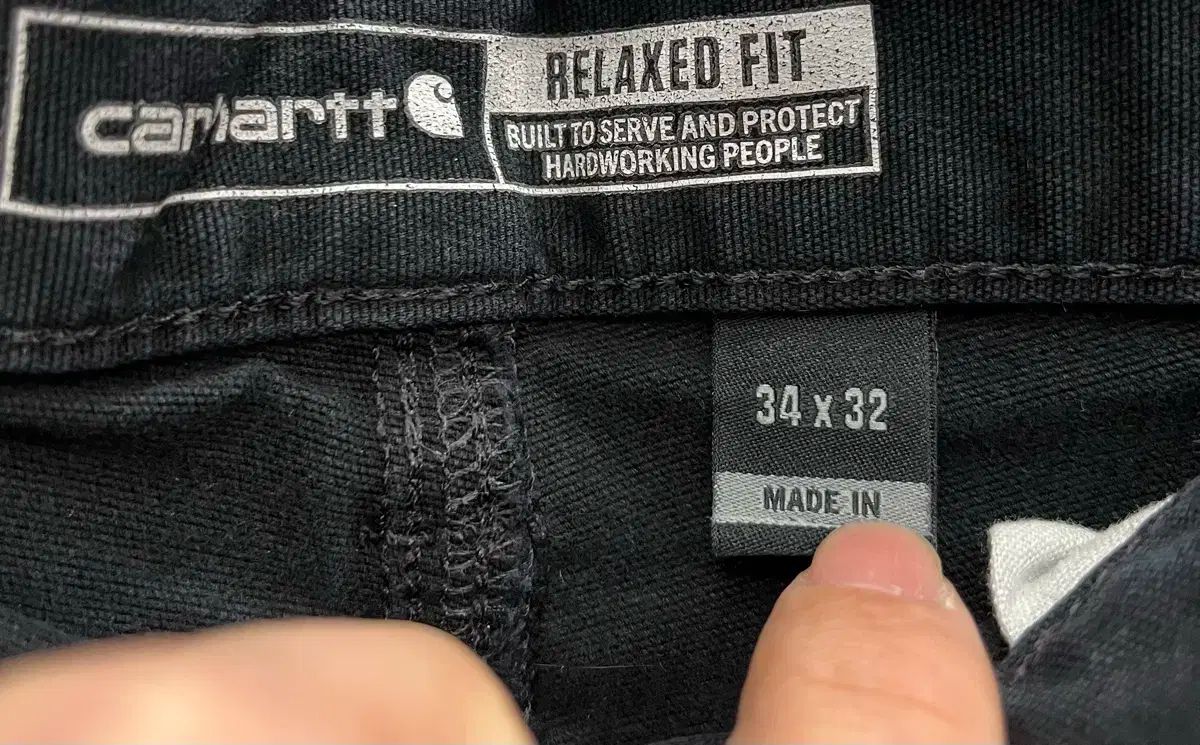 carhartt
RELAXED FIT
BUILT TO SERVE AND PROTECT
HARDWORKING PEOPLE
34 x 32
MADE IN